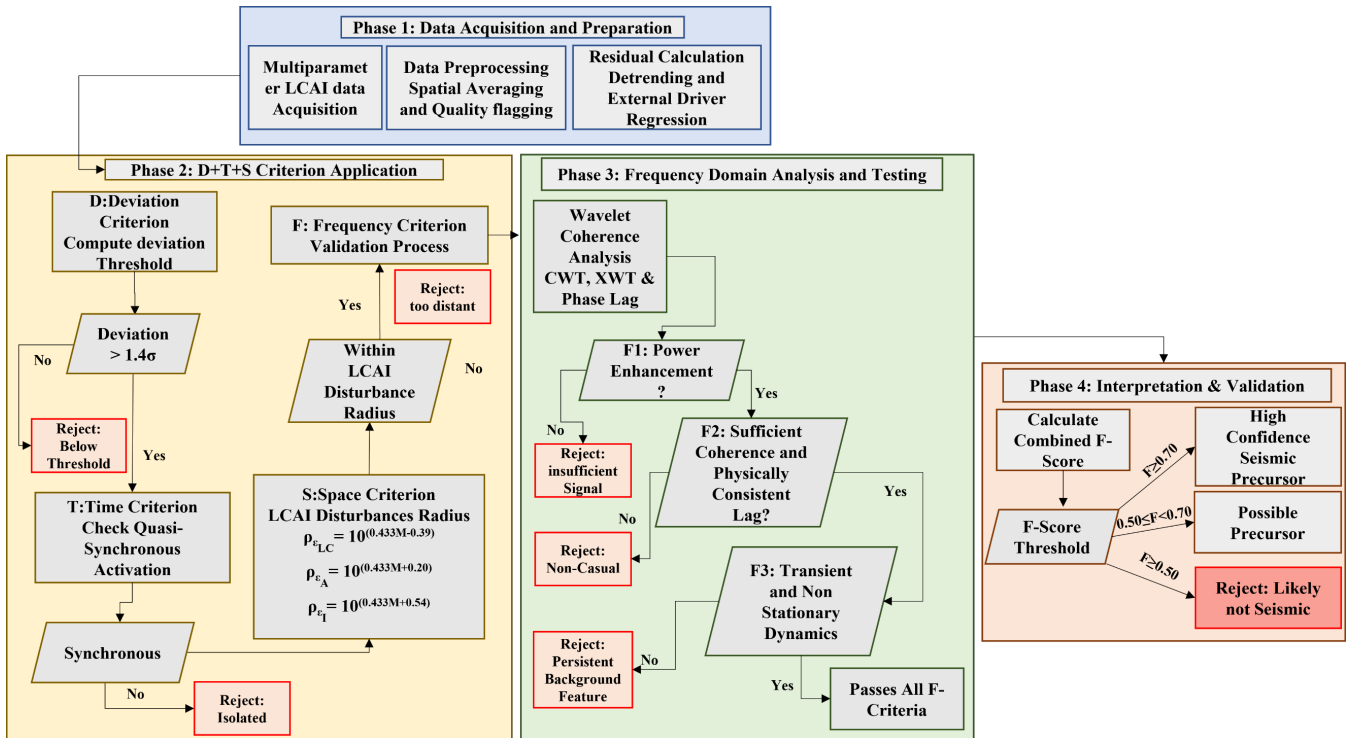 Phase 1: Data Acquisition and Preparation
Multiparamet
er LCAI data
Acquisition
Data Preprocessing
Spatial Averaging
and Quality flagging
Residual Calculation
Detrending and
External Driver
Regression
Phase 2: D+T+S Criterion Application
D:Deviation
Criterion
Compute deviation
Threshold
Deviation
> 1.4σ
No
Reject:
Below
Threshold
Yes
T:Time Criterion
Check Quasi-
Synchronous
Activation
Synchronous
No
Reject:
Isolated
F: Frequency Criterion
Validation Process
Yes
Reject:
too distant
Within
LCAI
Disturbance
Radius
No
S:Space Criterion
LCAI Disturbances Radius
ρ_ε_LC = 10^(0.433M-0.39)
ρ_ε_A = 10^(0.433M+0.20)
ρ_ε_I = 10^(0.433M+0.54)
Phase 3: Frequency Domain Analysis and Testing
Wavelet
Coherence
Analysis
CWT, XWT &
Phase Lag
F1: Power
Enhancement
?
Yes
No
Reject:
insufficient
Signal
F2: Sufficient
Coherence and
Physically
Consistent
Lag?
Yes
No
Reject:
Non-Casual
F3: Transient
and Non
Stationary
Dynamics
No
Reject:
Persistent
Background
Feature
Yes
Passes All F-
Criteria
Phase 4: Interpretation & Validation
Calculate
Combined F-
Score
F-Score
Threshold
F≥0.70
High
Confidence
Seismic
Precursor
0.50≤F<0.70
Possible
Precursor
F≥0.50
Reject: Likely
not Seismic